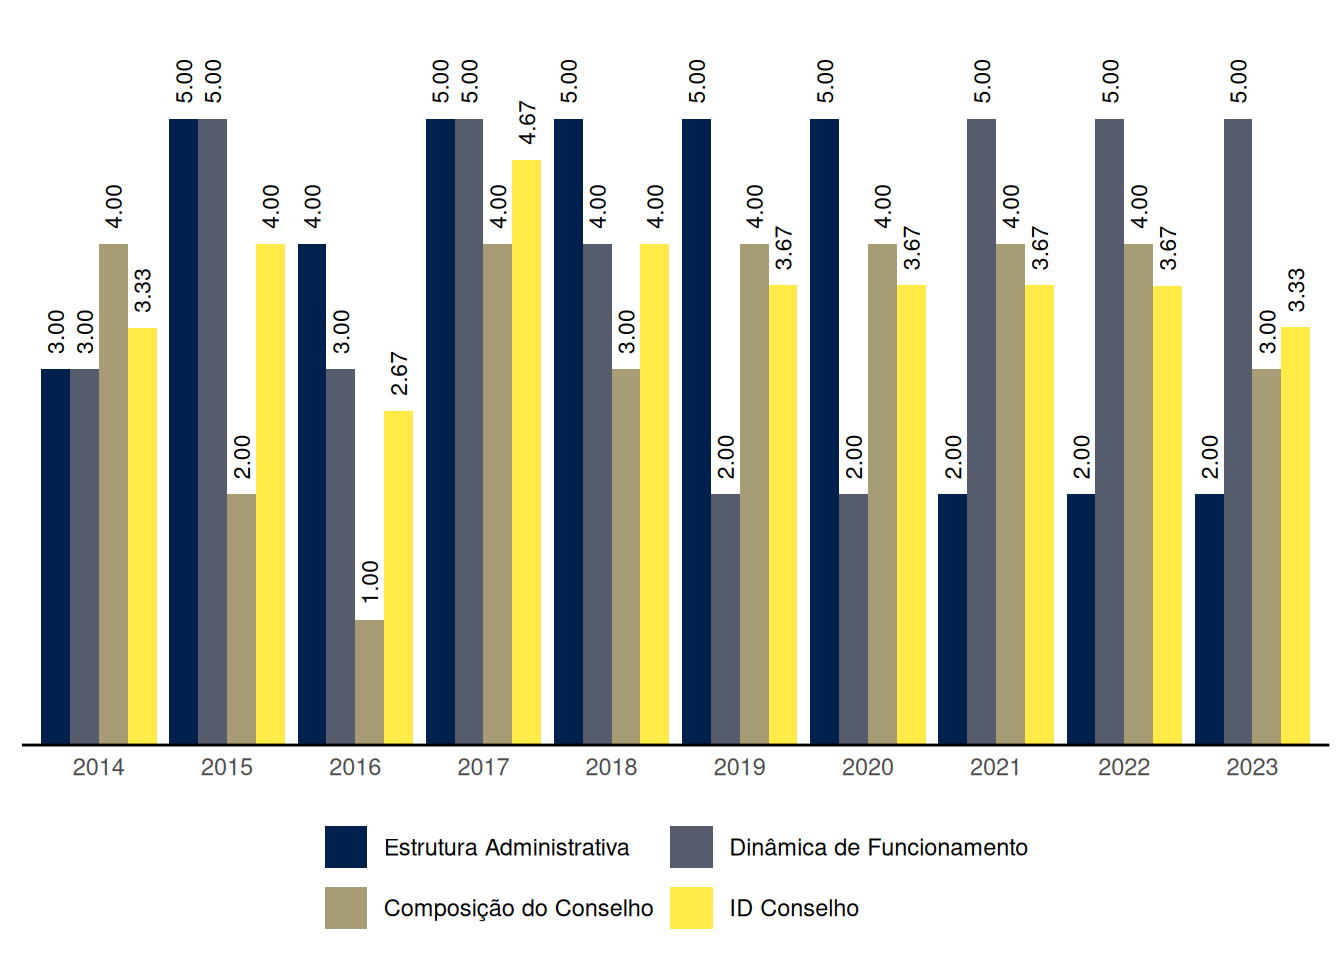 3.00 3.00 4.00 3.33
5.00 5.00 2.00 4.00
4.00 3.00 1.00 2.67
5.00 5.00 4.00 4.67
5.00 4.00 3.00 4.00
5.00 2.00 4.00 3.67
5.00 2.00 4.00 3.67
2.00 5.00 4.00 3.67
2.00 5.00 4.00 3.67
2.00 5.00 3.00 3.33
2014 2015 2016 2017 2018 2019 2020 2021 2022 2023
Estrutura Administrativa Dinâmica de Funcionamento
Composição do Conselho ID Conselho